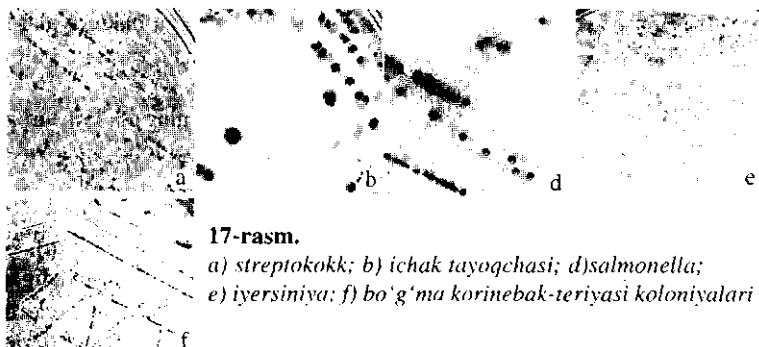 a
b
d
e
f
17-rasm.
a) streptokokk; b) ichak tayoqchasi; d)salmonella;
e) iyersiniya; f) bo‘g‘ma korinebak-teriyasi koloniyalari